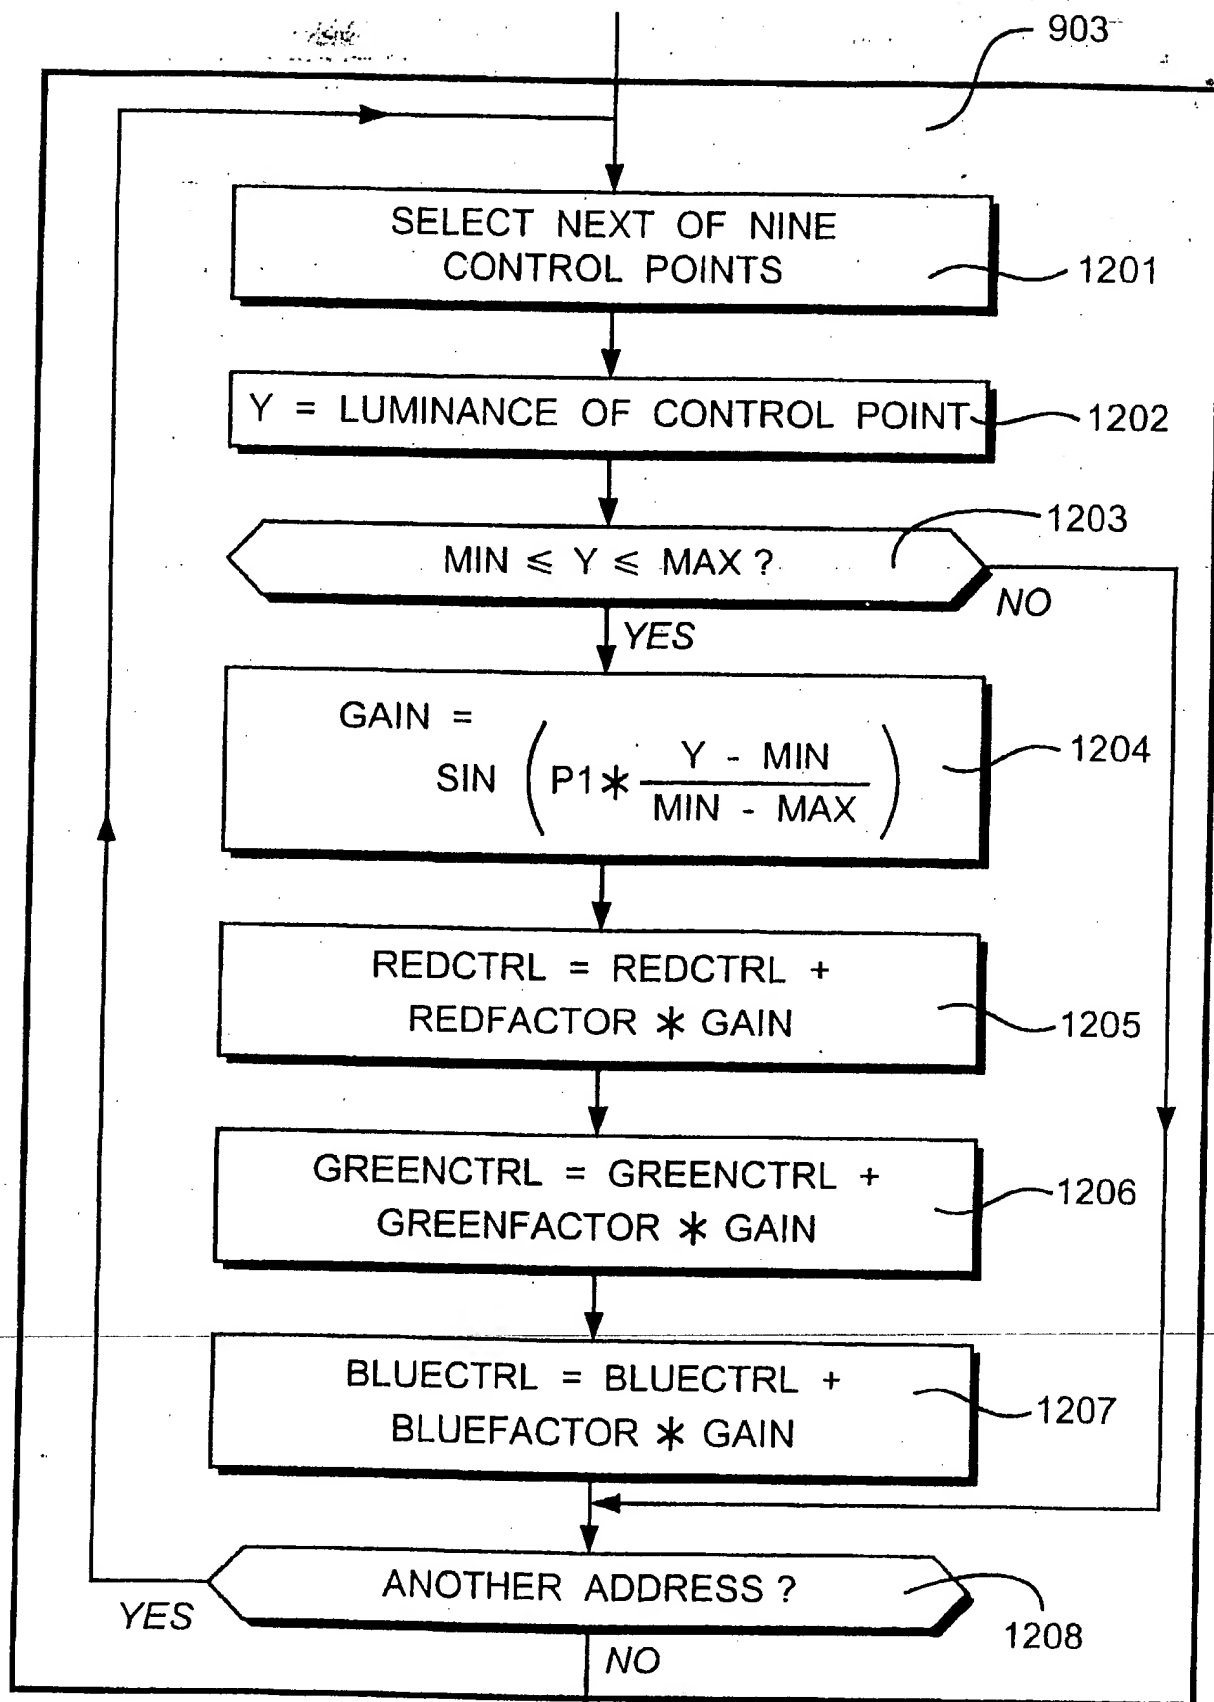 903
SELECT NEXT OF NINE
CONTROL POINTS
1201
Y = LUMINANCE OF CONTROL POINT
1202
1203
MIN ≤ Y ≤ MAX ?
NO
YES
GAIN =
SIN ( P1 * Y - MIN
MIN - MAX )
1204
REDCTRL = REDCTRL +
REDFACTOR * GAIN
1205
GREENCTRL = GREENCTRL +
GREENFACTOR * GAIN
1206
BLUECTRL = BLUECTRL +
BLUEFACTOR * GAIN
1207
ANOTHER ADDRESS ?
YES
1208
NO